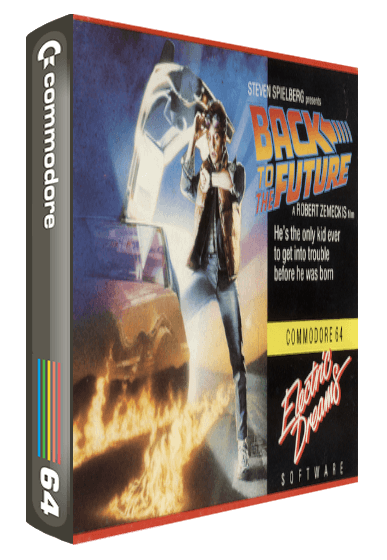 commodore
64
STEVEN SPIELBERG presents
BACK
TO
THE FUTURE
A ROBERT ZEMECKIS film
He's the only kid ever
to get into trouble
before he was born
COMMODORE 64
Electric
Dreams
SOFTWARE